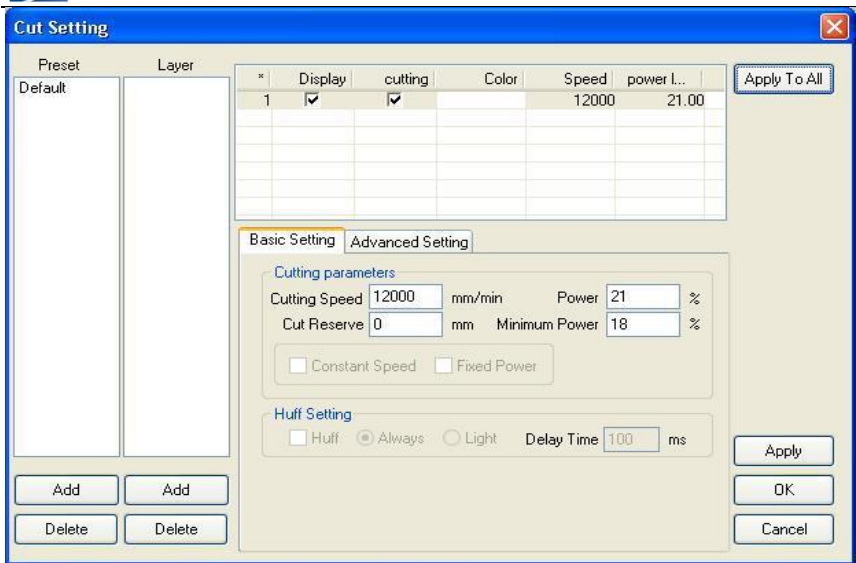 Cut Setting
Preset
Layer
Default
* Display cutting Color Speed power l...
1 12000 21.00
Apply To All
Basic Setting Advanced Setting
Cutting parameters
Cutting Speed 12000 mm/min Power 21 %
Cut Reserve 0 mm Minimum Power 18 %
Constant Speed Fixed Power
Huff Setting
Huff Always Light Delay Time 100 ms
Add Add
Delete Delete
Apply
OK
Cancel